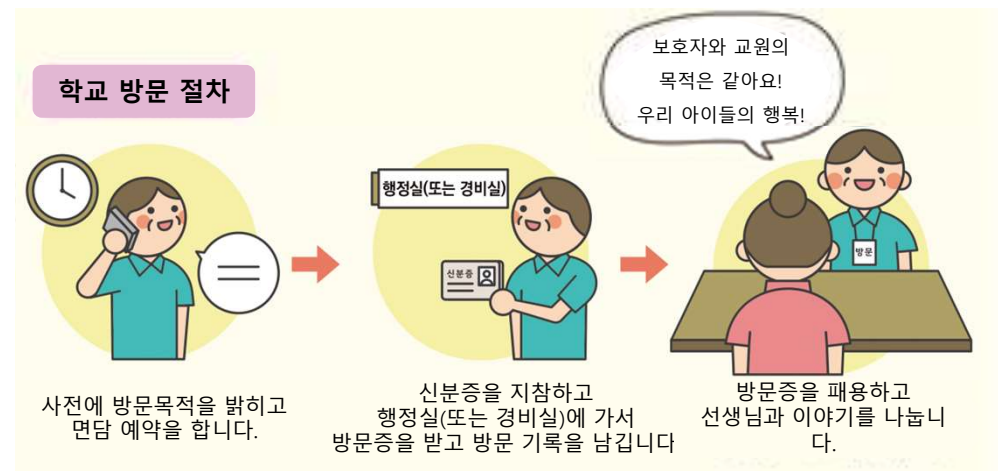 학교 방문 절차
보호자와 교원의
목적은 같아요!
우리 아이들의 행복!
행정실(또는 경비실)
신분증
방문
사전에 방문목적을 밝히고
면담 예약을 합니다.
신분증을 지참하고
행정실(또는 경비실)에 가서
방문증을 받고 방문 기록을 남깁니다
방문증을 패용하고
선생님과 이야기를 나눕니
다.